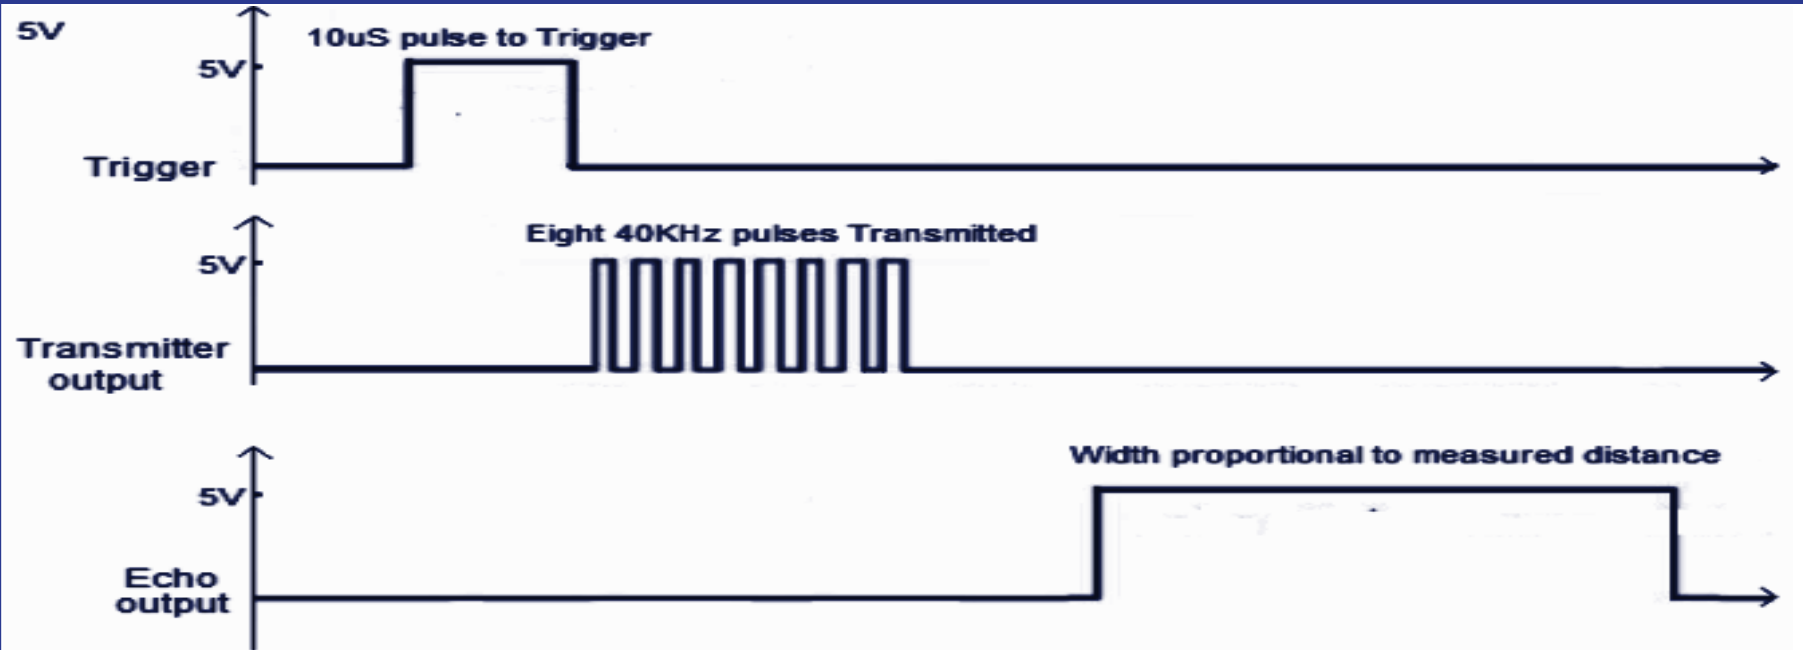 5V
10uS pulse to Trigger
5V
Trigger
Eight 40KHz pulses Transmitted
5V
Transmitter
output
Width proportional to measured distance
5V
Echo
output